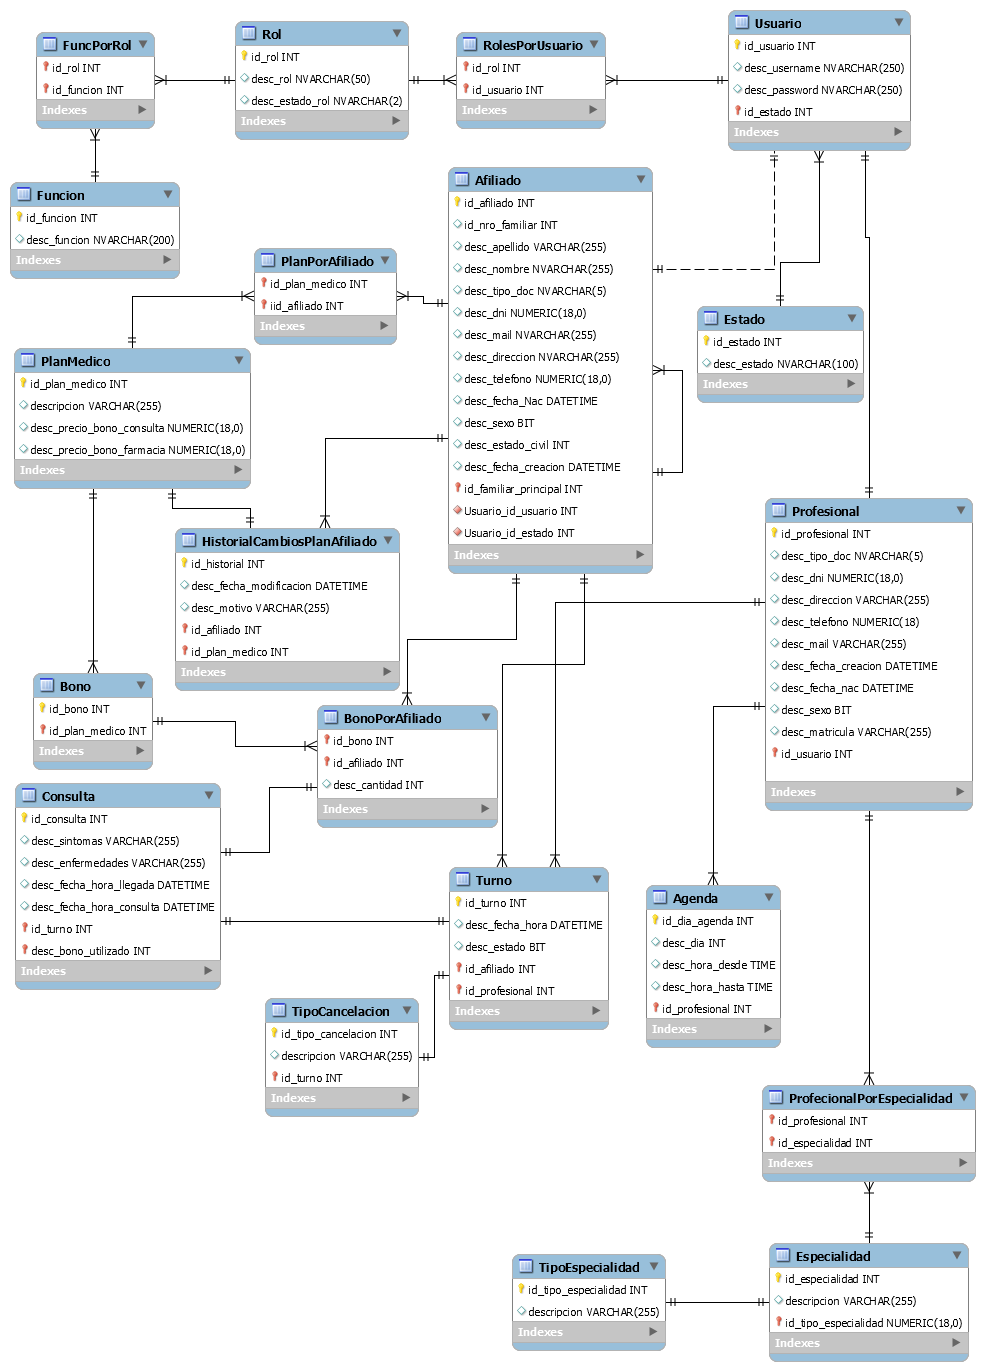 FuncPorRol
id_rol INT
id_funcion INT
Indexes
Rol
id_rol INT
desc_rol NVARCHAR(50)
desc_estado_rol NVARCHAR(2)
Indexes
RolesPorUsuario
id_rol INT
id_usuario INT
Indexes
Usuario
id_usuario INT
desc_username NVARCHAR(250)
desc_password NVARCHAR(250)
id_estado INT
Indexes
Funcion
id_funcion INT
desc_funcion NVARCHAR(200)
Indexes
PlanPorAfiliado
id_plan_medico INT
iid_afiliado INT
Indexes
Afiliado
id_afiliado INT
id_nro_familiar INT
desc_apellido VARCHAR(255)
desc_nombre NVARCHAR(255)
desc_tipo_doc NVARCHAR(5)
desc_dni NUMERIC(18,0)
desc_mail NVARCHAR(255)
desc_direccion NVARCHAR(255)
desc_telefono NUMERIC(18,0)
desc_fecha_Nac DATETIME
desc_sexo BIT
desc_estado_civil INT
desc_fecha_creacion DATETIME
id_familiar_principal INT
Usuario_id_usuario INT
Usuario_id_estado INT
Indexes
Estado
id_estado INT
desc_estado NVARCHAR(100)
Indexes
PlanMedico
id_plan_medico INT
descripcion VARCHAR(255)
desc_precio_bono_consulta NUMERIC(18,0)
desc_precio_bono_farmacia NUMERIC(18,0)
Indexes
HistorialCambiosPlanAfiliado
id_historial INT
desc_fecha_modificacion DATETIME
desc_motivo VARCHAR(255)
id_afiliado INT
id_plan_medico INT
Indexes
Profesional
id_profesional INT
desc_tipo_doc NVARCHAR(5)
desc_dni NUMERIC(18,0)
desc_direccion VARCHAR(255)
desc_telefono NUMERIC(18)
desc_mail VARCHAR(255)
desc_fecha_creacion DATETIME
desc_fecha_nac DATETIME
desc_sexo BIT
desc_matricula VARCHAR(255)
id_usuario INT
Indexes
Bono
id_bono INT
id_plan_medico INT
Indexes
BonoPorAfiliado
id_bono INT
id_afiliado INT
desc_cantidad INT
Indexes
Consulta
id_consulta INT
desc_sintomas VARCHAR(255)
desc_enfermedades VARCHAR(255)
desc_fecha_hora_llegada DATETIME
desc_fecha_hora_consulta DATETIME
id_turno INT
desc_bono_utilizado INT
Indexes
Turno
id_turno INT
desc_fecha_hora DATETIME
desc_estado BIT
id_afiliado INT
id_profesional INT
Indexes
Agenda
id_dia_agenda INT
desc_dia INT
desc_hora_desde TIME
desc_hora_hasta TIME
id_profesional INT
Indexes
TipoCancelacion
id_tipo_cancelacion INT
descripcion VARCHAR(255)
id_turno INT
Indexes
ProfecionalPorEspecialidad
id_profesional INT
id_especialidad INT
Indexes
TipoEspecialidad
id_tipo_especialidad INT
descripcion VARCHAR(255)
Indexes
Especialidad
id_especialidad INT
descripcion VARCHAR(255)
id_tipo_especialidad NUMERIC(18,0)
Indexes